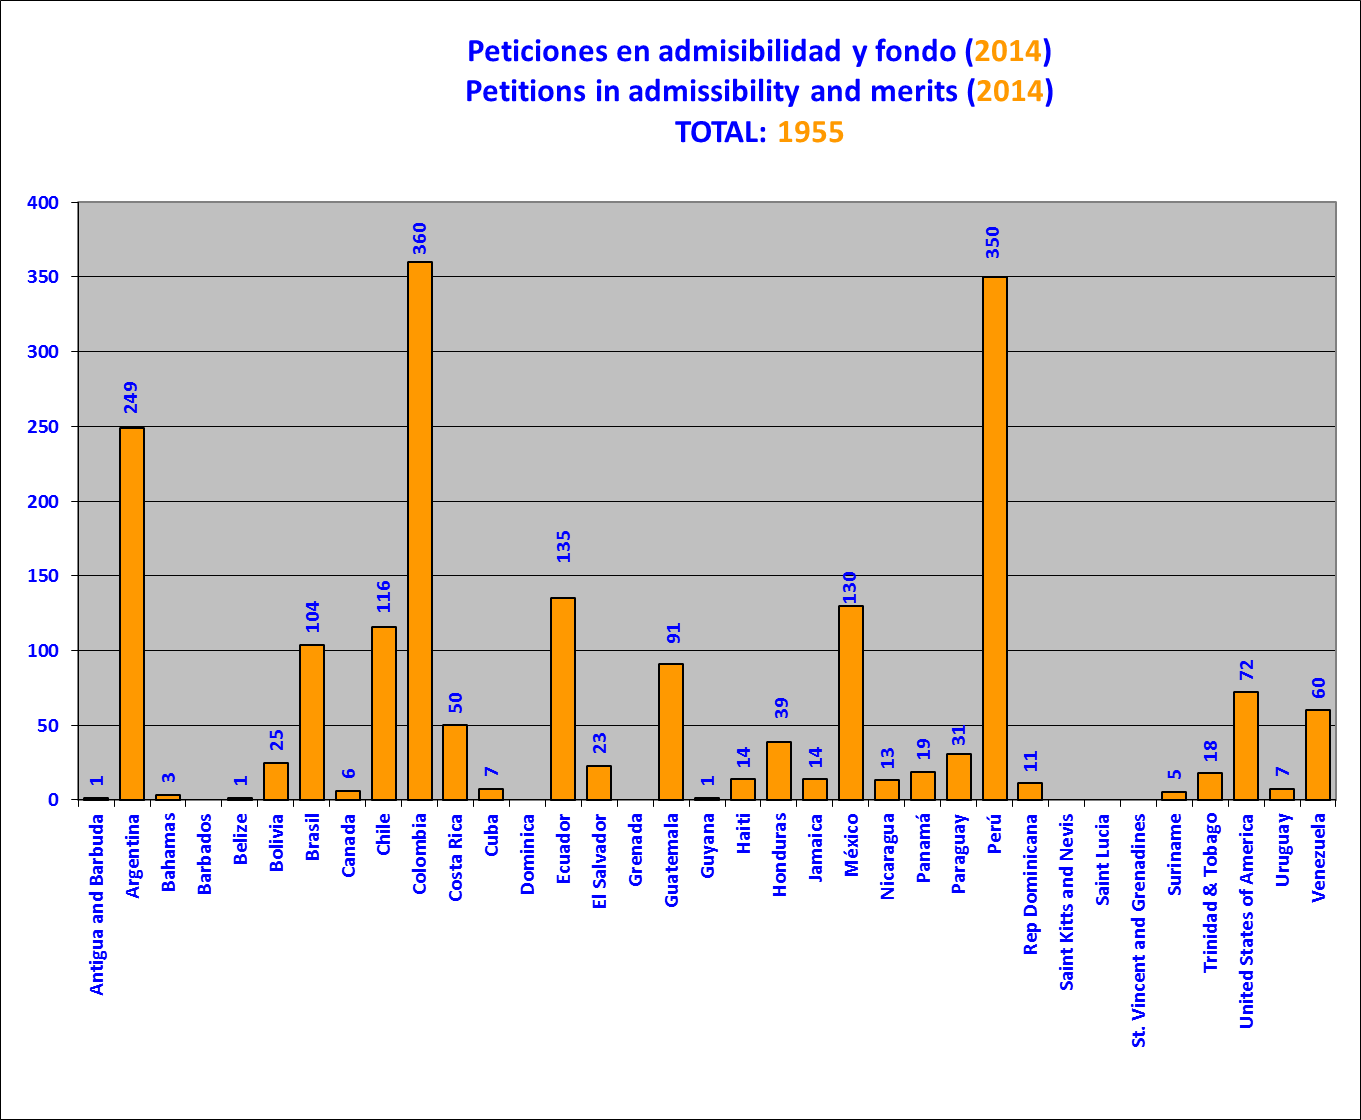 Peticiones en admisibilidad y fondo (2014)
Petitions in admissibility and merits (2014)
TOTAL: 1955
400
350
300
250
200
150
100
50
0
1
249
3
1
25
104
6
116
360
50
7
135
23
91
1
14
39
14
130
13
19
31
350
11
5
18
72
7
60
Antigua and Barbuda
Argentina
Bahamas
Barbados
Belize
Bolivia
Brasil
Canada
Chile
Colombia
Costa Rica
Cuba
Dominica
Ecuador
El Salvador
Grenada
Guatemala
Guyana
Haiti
Honduras
Jamaica
México
Nicaragua
Panamá
Paraguay
Perú
Rep Dominicana
Saint Kitts and Nevis
Saint Lucia
St. Vincent and Grenadines
Suriname
Trinidad & Tobago
United States of America
Uruguay
Venezuela